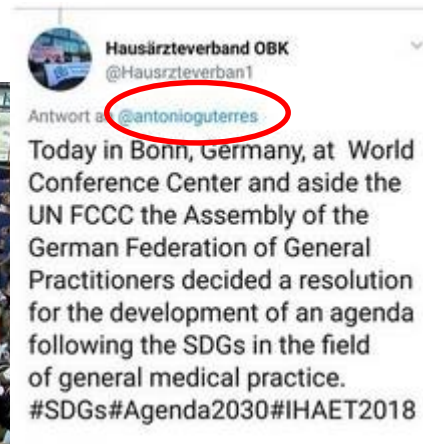 Hausärzteverband OBK
@Hausrzteverban1
Antwort a @antonioguterres
Today in Bonn, Germany, at World
Conference Center and aside the
UN FCCC the Assembly of the
German Federation of General
Practitioners decided a resolution
for the development of an agenda
following the SDGs in the field
of general medical practice.
#SDGs#Agenda2030#IHAET2018